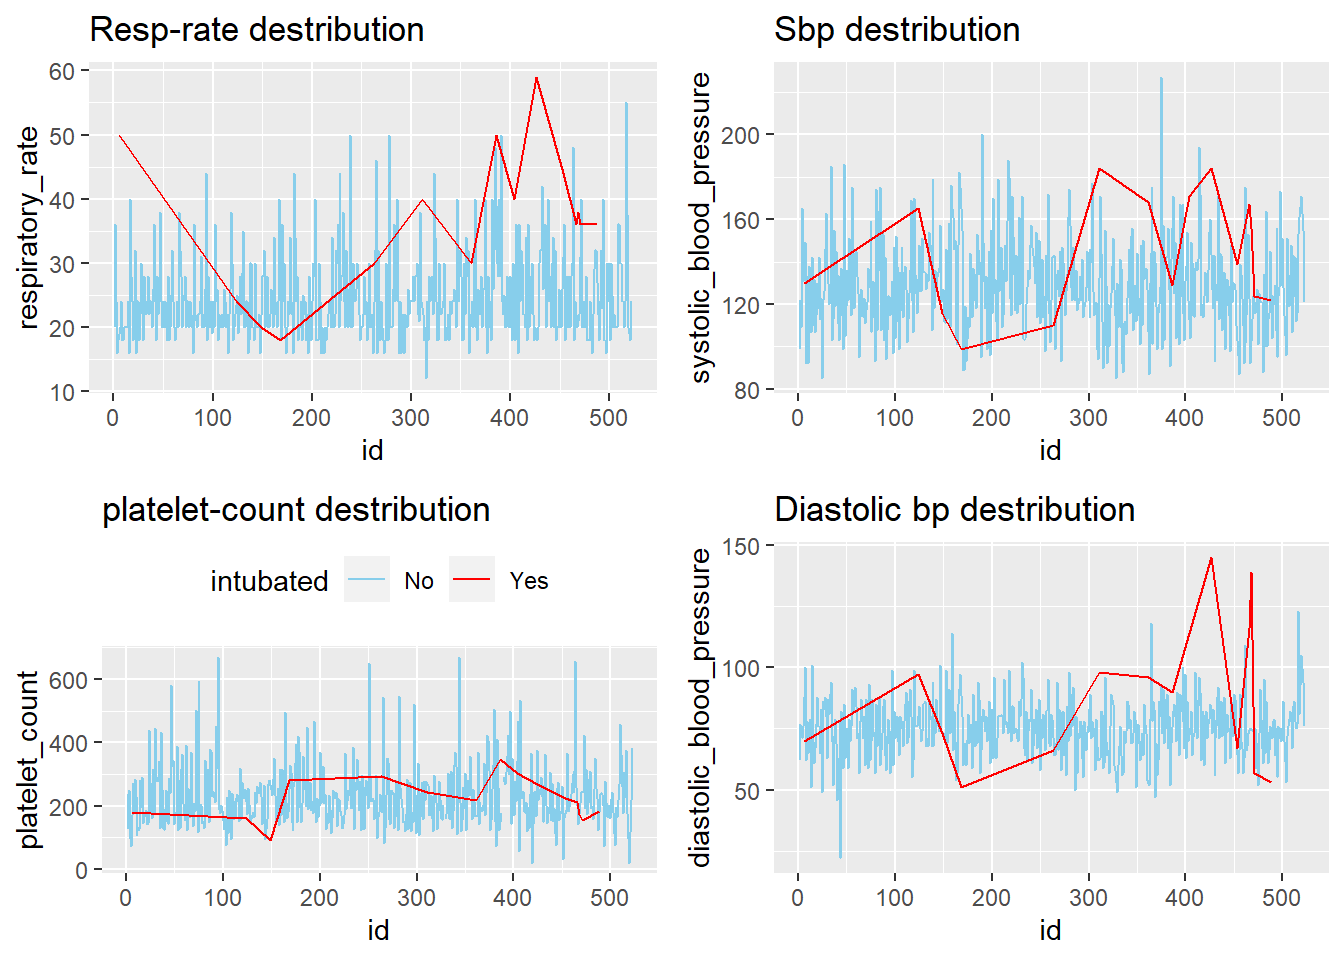 Resp-rate destribution
respiratory_rate
60
50
40
30
20
10
0 100 200 300 400 500
id
Sbp destribution
systolic_blood_pressure
200
160
120
80
0 100 200 300 400 500
id
platelet-count destribution
intubated No Yes
platelet_count
600
400
200
0
0 100 200 300 400 500
id
Diastolic bp destribution
diastolic_blood_pressure
150
100
50
0 100 200 300 400 500
id